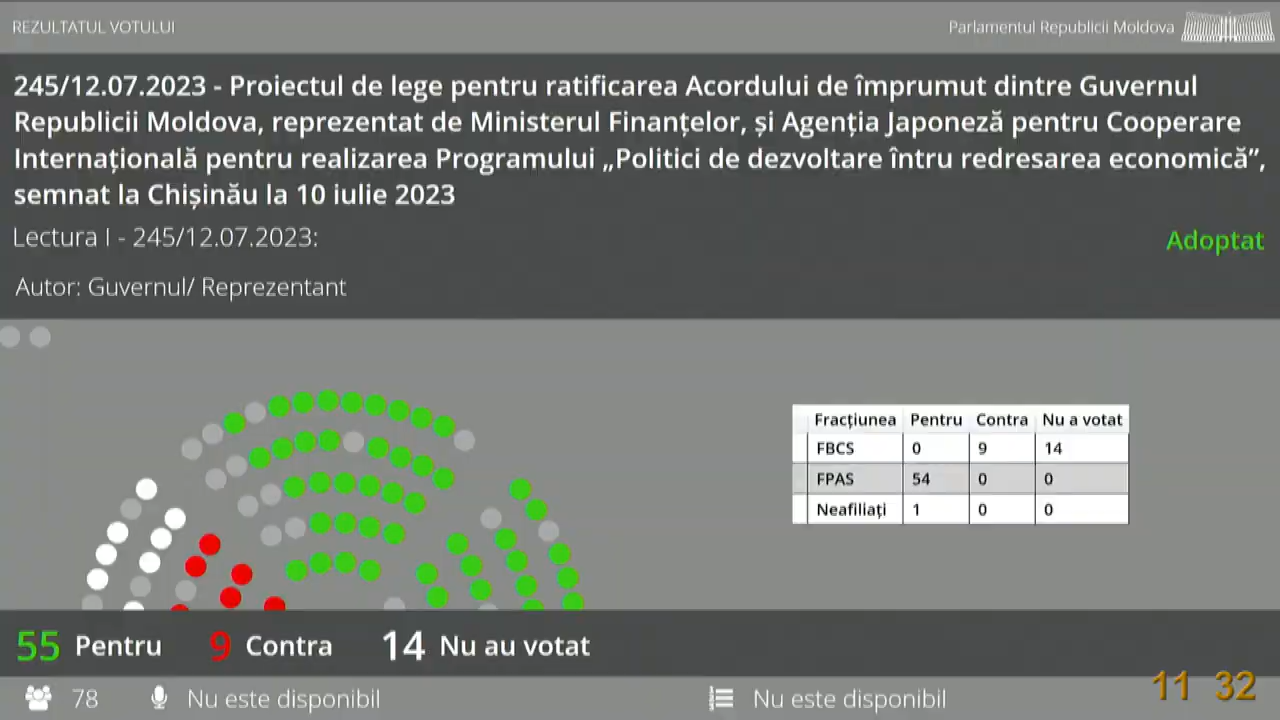 REZULTATUL VOTULUI
Parlamentul Republicii Moldova
245/12.07.2023 - Proiectul de lege pentru ratificarea Acordului de împrumut dintre Guvernul
Republicii Moldova, reprezentat de Ministerul Finanțelor, și Agenția Japoneză pentru Cooperare
Internațională pentru realizarea Programului „Politici de dezvoltare întru redresarea economică”,
semnat la Chișinău la 10 iulie 2023
Lectura I - 245/12.07.2023:
Adoptat
Autor: Guvernul/ Reprezentant
Fracțiunea Pentru Contra Nu a votat
FBCS 0 9 14
FPAS 54 0 0
Neafiliați 1 0 0
55 Pentru 9 Contra 14 Nu au votat
78 Nu este disponibil Nu este disponibil
11 32